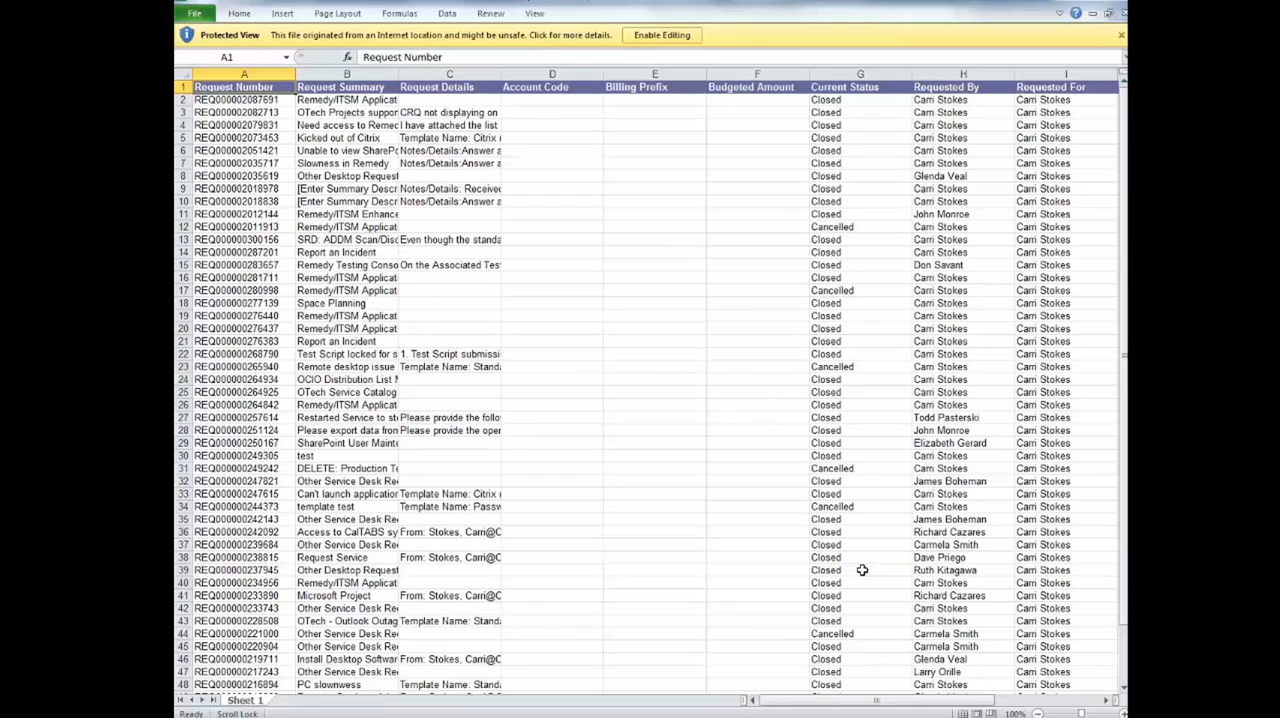 File Home Insert Page Layout Formulas Data Review View
Protected View This file originated from an Internet location and might be unsafe. Click for more details. Enable Editing
A1 fx Request Number
A B C D E F G H I
1 Request Number Request Summary Request Details Account Code Billing Prefix Budgeted Amount Current Status Requested By Requested For
2 REQ000002087691 Remedy/ITSM Applicat Closed Carri Stokes Carri Stokes
3 REQ000002082713 OTech Projects suppor CRQ not displaying on Closed Carri Stokes Carri Stokes
4 REQ000002079831 Need access to Remec I have attached the list Closed Carri Stokes Carri Stokes
5 REQ000002073453 Kicked out of Citrix Template Name: Citrix ( Closed Carri Stokes Carri Stokes
6 REQ000002051421 Unable to view SharePo Notes/Details:Answer a Closed Carri Stokes Carri Stokes
7 REQ000002035717 Slowness in Remedy. Notes/Details:Answer a Closed Carri Stokes Carri Stokes
8 REQ000002035619 Other Desktop Request Closed Glenda Veal Carri Stokes
9 REQ000002018978 [Enter Summary Descr Notes/Details: Received Closed Carri Stokes Carri Stokes
10 REQ000002018838 [Enter Summary Descr Notes/Details:Answer a Closed Carri Stokes Carri Stokes
11 REQ000002012144 Remedy/ITSM Enhance Closed John Monroe Carri Stokes
12 REQ000002011913 Remedy/ITSM Applicat Cancelled Carri Stokes Carri Stokes
13 REQ000000300156 SRD: ADDM Scan/Disc Even though the standa Closed Carri Stokes Carri Stokes
14 REQ000000287201 Report an Incident Closed Carri Stokes Carri Stokes
15 REQ000000283657 Remedy Testing Conso On the Associated Tes Closed Don Savant Carri Stokes
16 REQ000000281711 Remedy/ITSM Applicat Closed Carri Stokes Carri Stokes
17 REQ000000280998 Remedy/ITSM Applicat Cancelled Carri Stokes Carri Stokes
18 REQ000000277139 Space Planning Closed Carri Stokes Carri Stokes
19 REQ000000276440 Remedy/ITSM Applicat Closed Carri Stokes Carri Stokes
20 REQ000000276437 Remedy/ITSM Applicat Closed Carri Stokes Carri Stokes
21 REQ000000276383 Report an Incident Closed Carri Stokes Carri Stokes
22 REQ000000268790 Test Script locked for s 1. Test Script submissi Closed Carri Stokes Carri Stokes
23 REQ000000265940 Remote desktop issue Template Name: Standa Cancelled Carri Stokes Carri Stokes
24 REQ000000264934 OCIO Distribution List M Closed Carri Stokes Carri Stokes
25 REQ000000264925 OTech Service Catalog Closed Carri Stokes Carri Stokes
26 REQ000000264842 Remedy/ITSM Applicat Closed Carri Stokes Carri Stokes
27 REQ000000257614 Restarted Service to ste Please provide the follo Closed Todd Pasterski Carri Stokes
28 REQ000000251124 Please export data from Please provide the oper Closed John Monroe Carri Stokes
29 REQ000000250167 SharePoint User Mainte Closed Elizabeth Gerard Carri Stokes
30 REQ000000249305 test Closed Carri Stokes Carri Stokes
31 REQ000000249242 DELETE: Production Te Cancelled Carri Stokes Carri Stokes
32 REQ000000247821 Other Service Desk Rec Closed James Boheman Carri Stokes
33 REQ000000247615 Can't launch application Template Name: Citrix ( Closed Carri Stokes Carri Stokes
34 REQ000000244373 template test Template Name: Passw Cancelled Carri Stokes Carri Stokes
35 REQ000000242143 Other Service Desk Rec Closed James Boheman Carri Stokes
36 REQ000000242092 Access to CalTABS sy From: Stokes, Carri@C Closed Richard Cazares Carri Stokes
37 REQ000000239684 Other Service Desk Rec Closed Carmela Smith Carri Stokes
38 REQ000000238815 Request Service From: Stokes, Carri@C Closed Dave Priego Carri Stokes
39 REQ000000237945 Other Desktop Request Closed Ruth Kitagawa Carri Stokes
40 REQ000000234956 Remedy/ITSM Applicat Closed Carri Stokes Carri Stokes
41 REQ000000233890 Microsoft Project From: Stokes, Carri@C Closed Richard Cazares Carri Stokes
42 REQ000000233743 Other Service Desk Rec Closed Carri Stokes Carri Stokes
43 REQ000000228508 OTech - Outlook Outag Template Name: Standa Closed Carri Stokes Carri Stokes
44 REQ000000221000 Other Service Desk Rec Cancelled Carmela Smith Carri Stokes
45 REQ000000220904 Other Service Desk Rec Closed Carmela Smith Carri Stokes
46 REQ000000219711 Install Desktop Softwar From: Stokes, Carri@C Closed Glenda Veal Carri Stokes
47 REQ000000217243 Other Service Desk Rec Closed Larry Orille Carri Stokes
48 REQ000000216894 PC slownwess Template Name: Standa Closed Carri Stokes Carri Stokes
Sheet 1
Ready Scroll Lock 100%